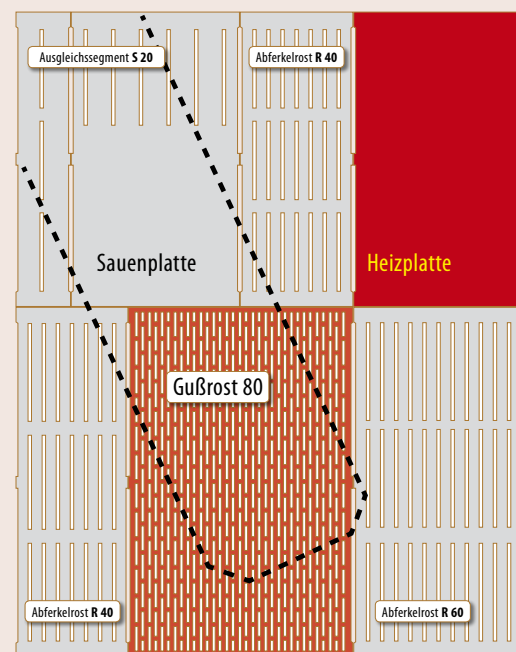 Ausgleichssegment S 20
Abferkelrost R 40
Sauenplatte
Heizplatte
Gußrost 80
Abferkelrost R 40
Abferkelrost R 60